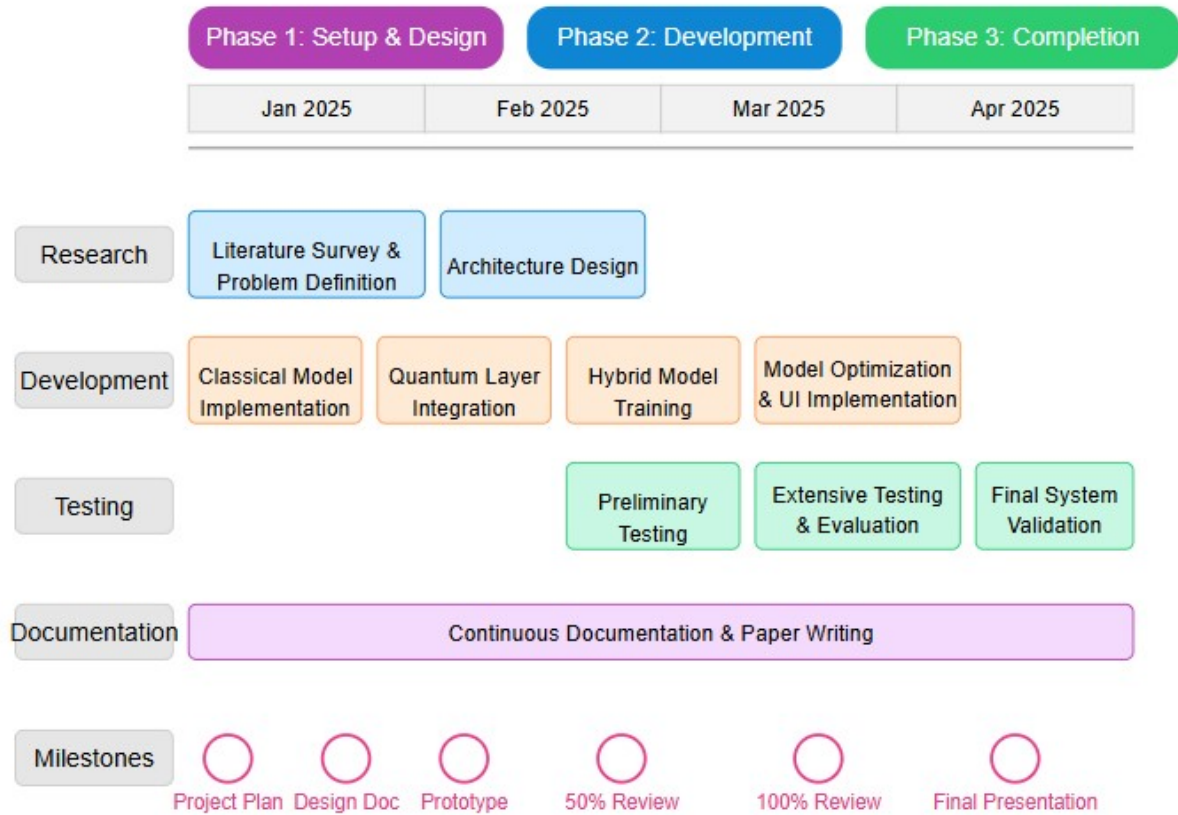 Phase 1: Setup & Design
Phase 2: Development
Phase 3: Completion
Jan 2025
Feb 2025
Mar 2025
Apr 2025
Research
Literature Survey &
Problem Definition
Architecture Design
Development
Classical Model
Implementation
Quantum Layer
Integration
Hybrid Model
Training
Model Optimization
& UI Implementation
Testing
Preliminary
Testing
Extensive Testing
& Evaluation
Final System
Validation
Documentation
Continuous Documentation & Paper Writing
Milestones
Project Plan
Design Doc
Prototype
50% Review
100% Review
Final Presentation